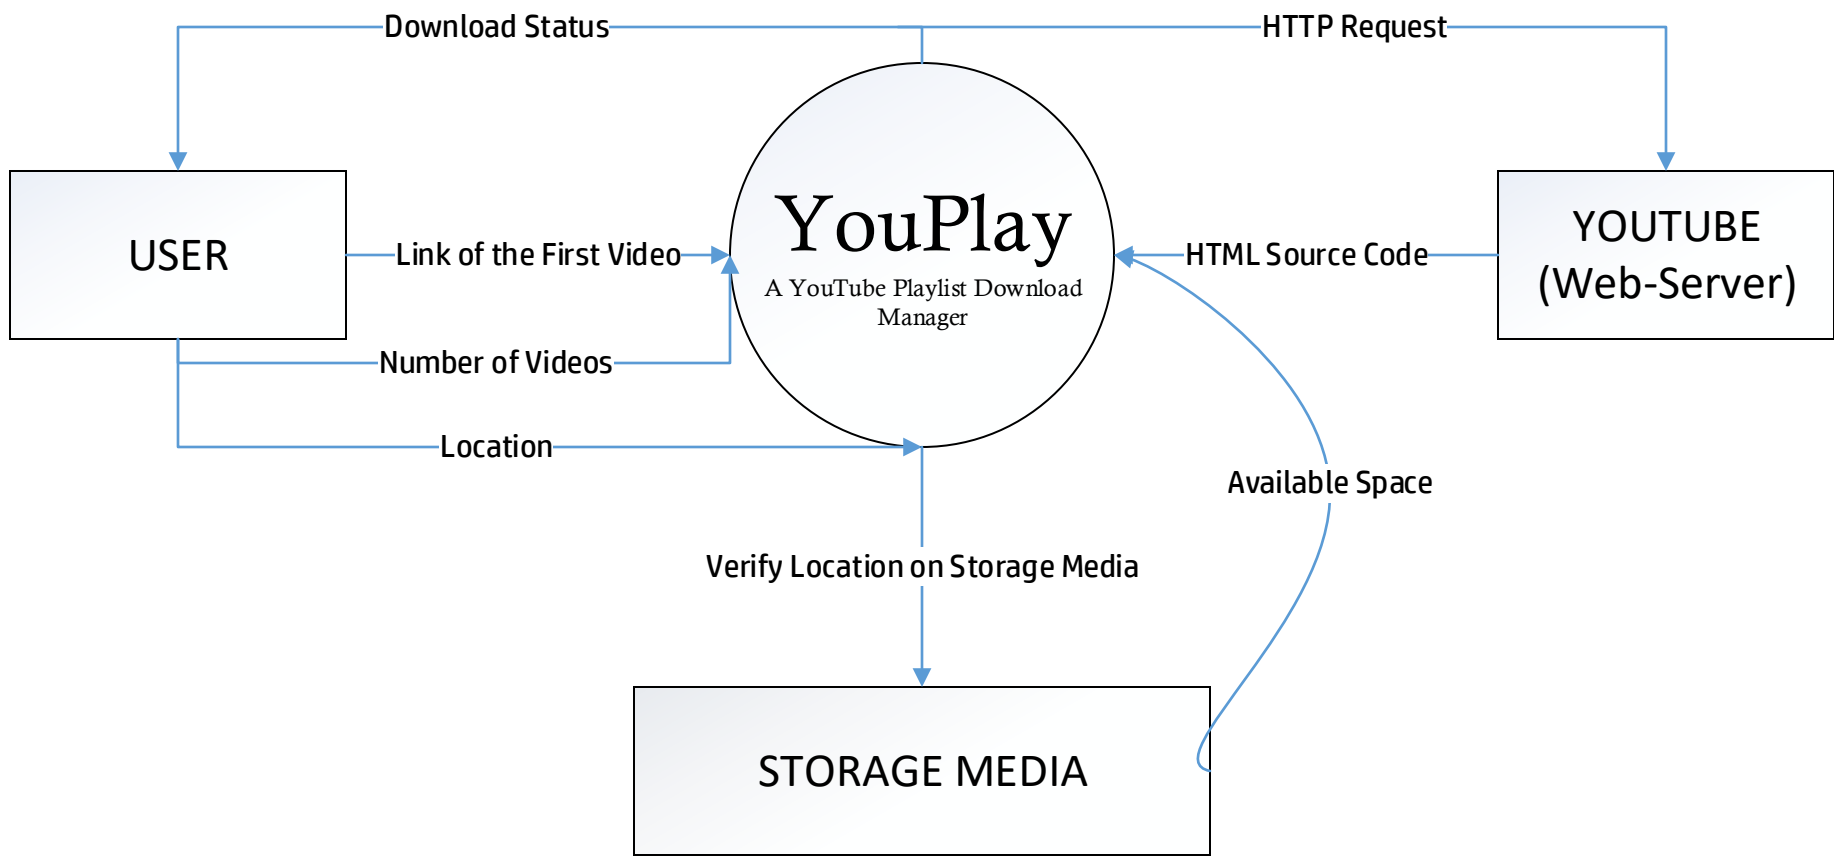 Download Status
HTTP Request
USER
Link of the First Video
YouPlay
A YouTube Playlist Download
Manager
HTML Source Code
YOUTUBE
(Web-Server)
Number of Videos
Location
Available Space
Verify Location on Storage Media
STORAGE MEDIA